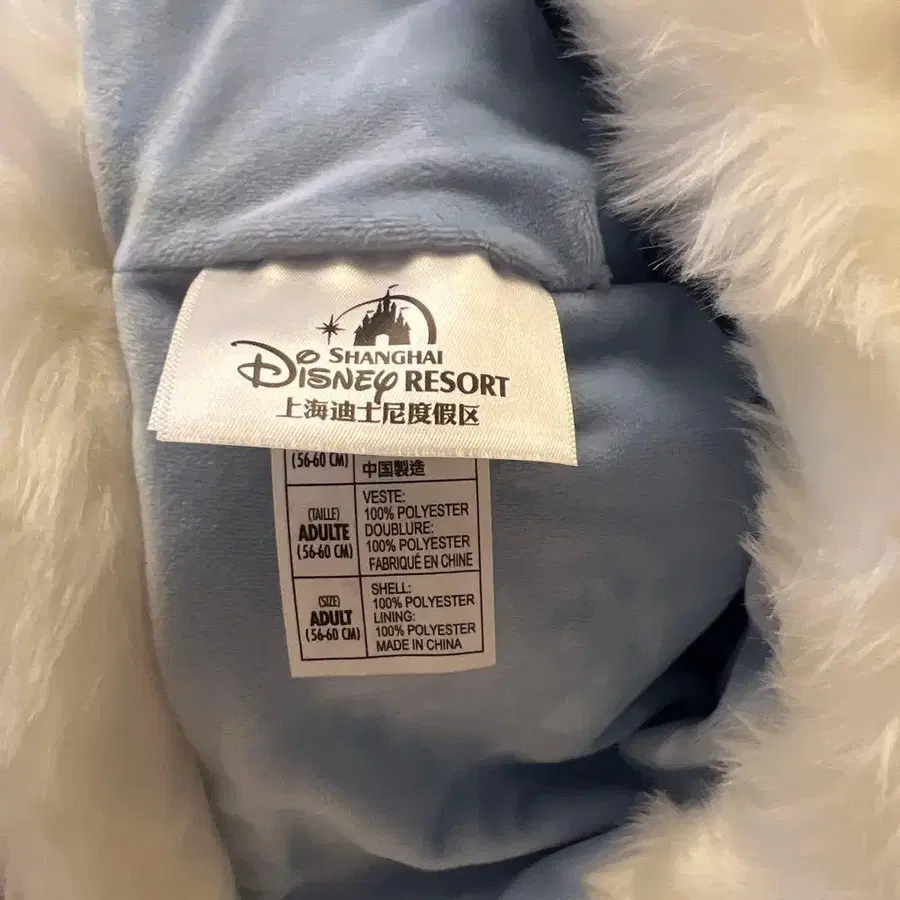 SHANGHAI
DISNEY RESORT
上海迪士尼度假区
(56-60 CM)
中国製造
(TAILLE)
ADULTE
(56-60 CM)
VESTE:
100% POLYESTER
DOUBLURE:
100% POLYESTER
FABRIQUÉ EN CHINE
(SIZE)
ADULT
(56-60 CM)
SHELL:
100% POLYESTER
LINING:
100% POLYESTER
MADE IN CHINA